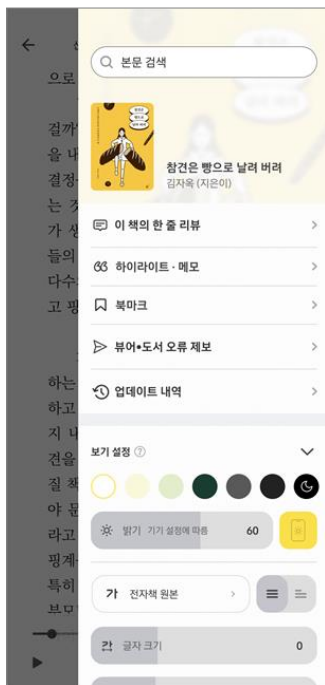 본문 검색
참견은 빵으로 날려 버려
김자옥 (지은이)
이 책의 한 줄 리뷰
하이라이트 · 메모
북마크
뷰어•도서 오류 제보
업데이트 내역
보기 설정
밝기 기기 설정에 따름 60
가 전자책 원본
글자 크기 0
으로
걸까
을 내
결정
는 것
가 생
들의
다수
고 핑
하는
하고
지 나
견을
질 책
야 문
라고
핑계
특히